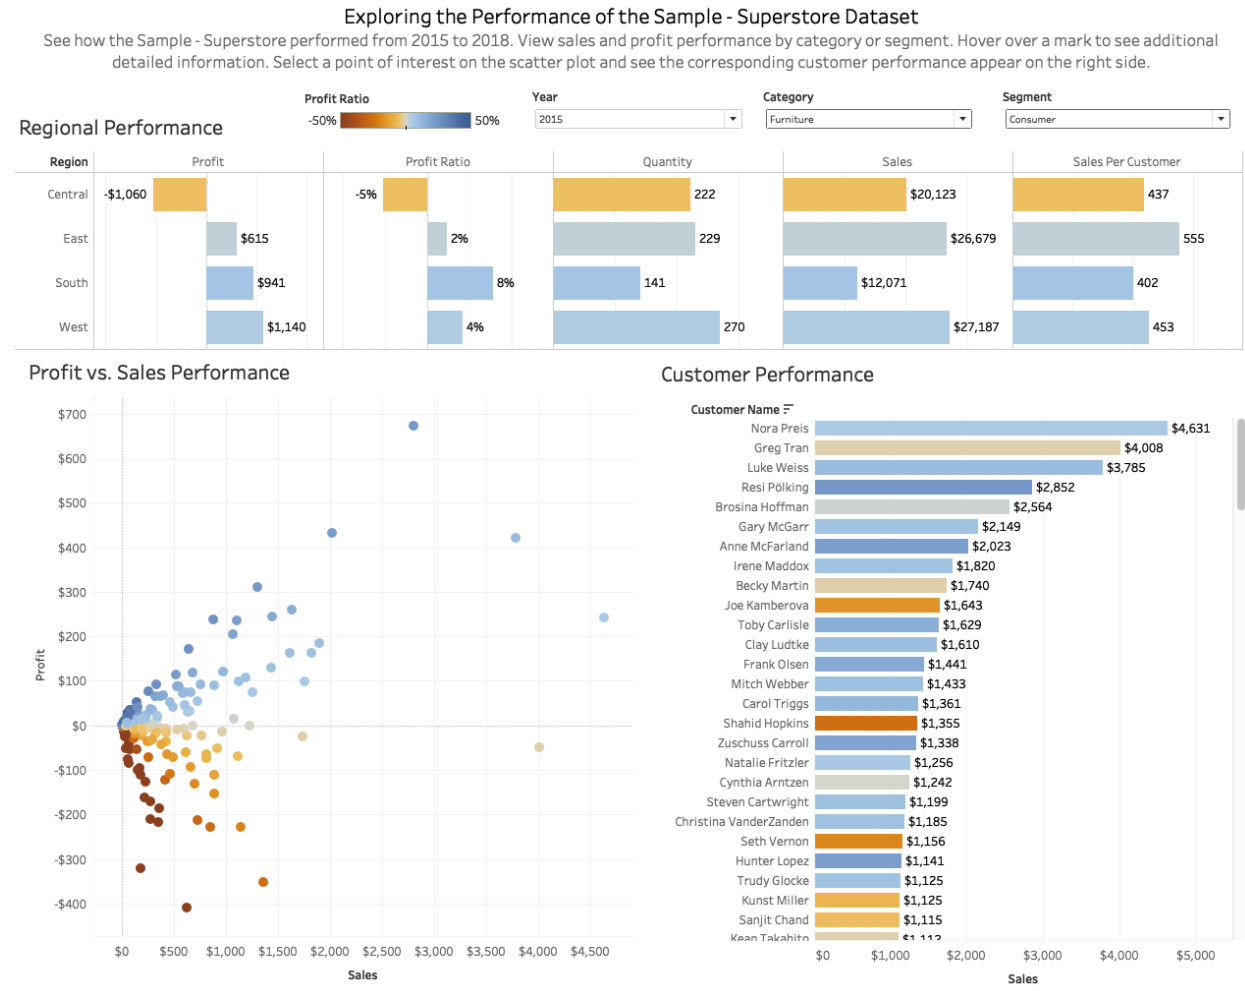 Exploring the Performance of the Sample - Superstore Dataset
See how the Sample - Superstore performed from 2015 to 2018. View sales and profit performance by category or segment. Hover over a mark to see additional
detailed information. Select a point of interest on the scatter plot and see the corresponding customer performance appear on the right side.
Profit Ratio
-50% 50%
Year
2015
Category
Furniture
Segment
Consumer
Regional Performance
Region Profit Profit Ratio Quantity Sales Sales Per Customer
Central -$1,060 -5% 222 $20,123 437
East $615 2% 229 $26,679 555
South $941 8% 141 $12,071 402
West $1,140 4% 270 $27,187 453
Profit vs. Sales Performance
$700
$600
$500
$400
$300
$200
$100
$0
-$100
-$200
-$300
-$400
Profit
$0 $500 $1,000 $1,500 $2,000 $2,500 $3,000 $3,500 $4,000 $4,500
Sales
Customer Performance
Customer Name
Nora Preis $4,631
Greg Tran $4,008
Luke Weiss $3,785
Resi Pölking $2,852
Brosina Hoffman $2,564
Gary McGarr $2,149
Anne McFarland $2,023
Irene Maddox $1,820
Becky Martin $1,740
Joe Kamberova $1,643
Toby Carlisle $1,629
Clay Ludtke $1,610
Frank Olsen $1,441
Mitch Webber $1,433
Carol Triggs $1,361
Shahid Hopkins $1,355
Zuschuss Carroll $1,338
Natalie Fritzler $1,256
Cynthia Arntzen $1,242
Steven Cartwright $1,199
Christina VanderZanden $1,185
Seth Vernon $1,156
Hunter Lopez $1,141
Trudy Glocke $1,125
Kunst Miller $1,125
Sanjit Chand $1,115
Kean Takahito $1,112
$0 $1,000 $2,000 $3,000 $4,000 $5,000
Sales